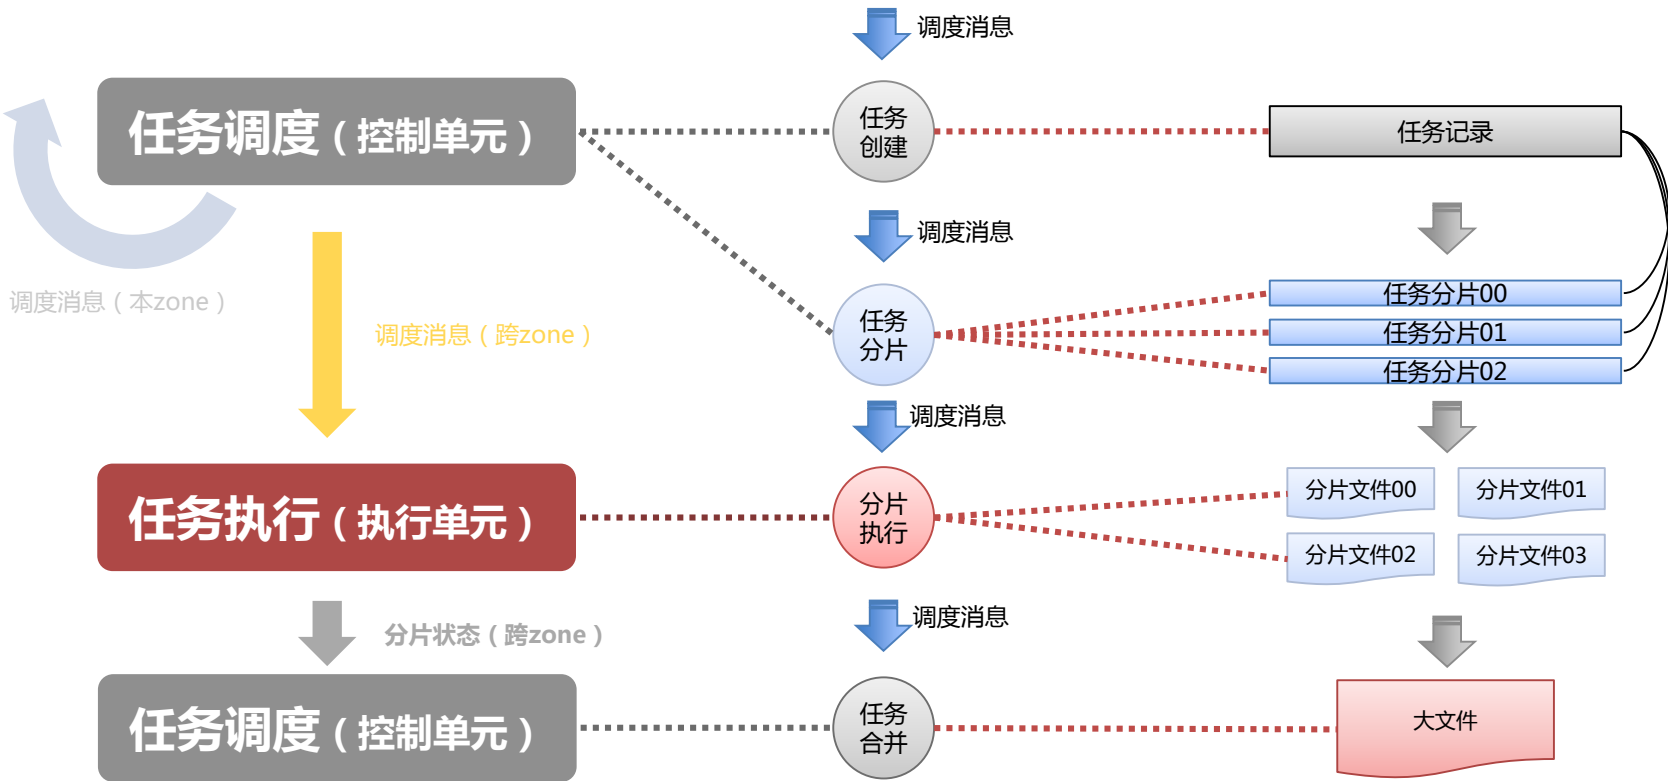 调度消息
任务调度（控制单元）
任务
创建
任务记录
调度消息
调度消息（本zone）
调度消息（跨zone）
任务
分片
任务分片00
任务分片01
任务分片02
调度消息
任务执行（执行单元）
分片
执行
分片文件00
分片文件01
分片文件02
分片文件03
调度消息
分片状态（跨zone）
任务调度（控制单元）
任务
合并
大文件